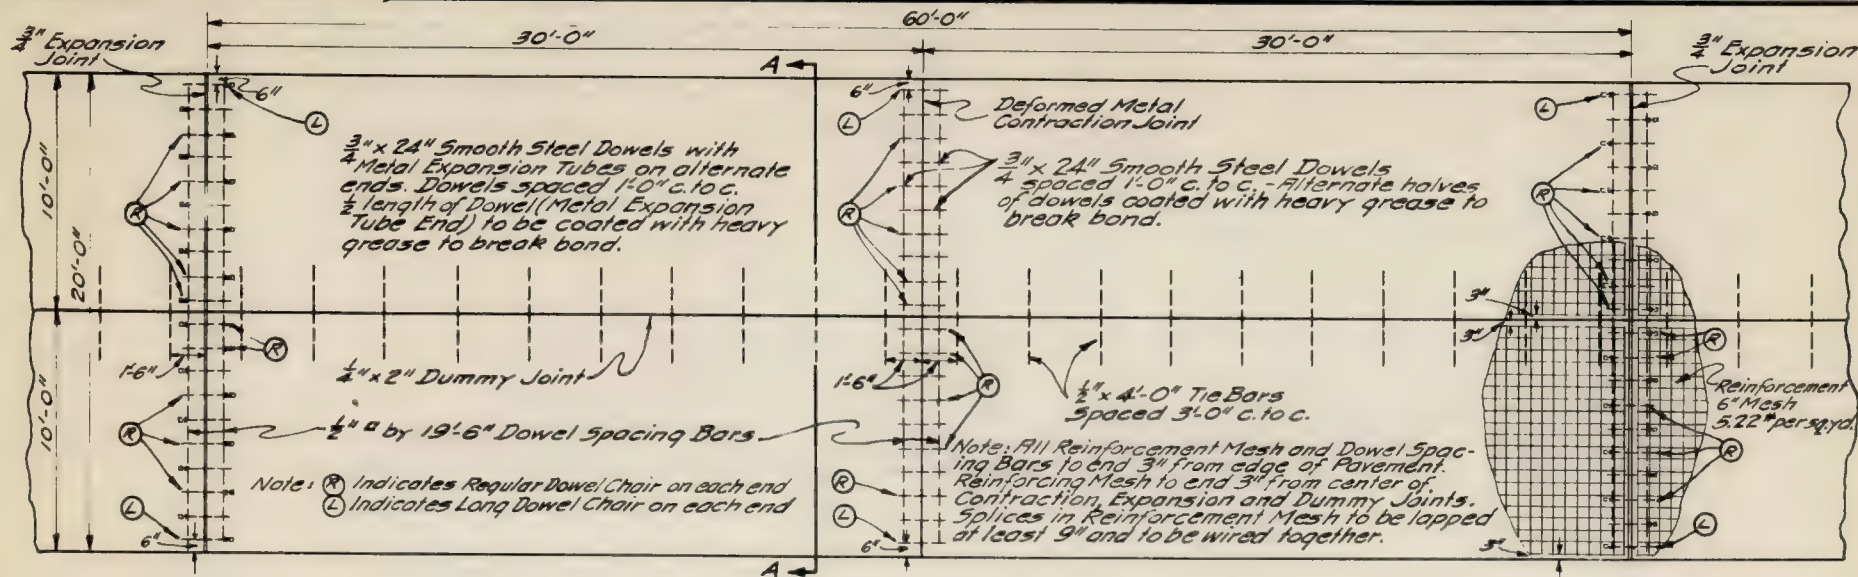 60'-0"
30'-0"
30'-0"
3/4" Expansion
Joint
A
3/4" Expansion
Joint
6"
L
6"
L
Deformed Metal
Contraction Joint
L
3/4" x 24" Smooth Steel Dowels with
Metal Expansion Tubes on alternate
ends. Dowels spaced 1'-0" c. to c.
1/2 length of Dowel (Metal Expansion
Tube End) to be coated with heavy
grease to break bond.
3/4" x 24" Smooth Steel Dowels
spaced 1'-0" c. to c. - Alternate halves
of dowels coated with heavy grease to
break bond.
10'-0"
20'-0"
R
R
R
3"
3"
R
R
1'-6"
1/4" x 2" Dummy Joint
1'-6"
R
1/2" x 4'-0" Tie Bars
Spaced 3'-0" c. to c.
Reinforcement
6" Mesh
5.22# per sq. yd.
10'-0"
R
1/2" □ by 19'-6" Dowel Spacing Bars
R
Note: All Reinforcement Mesh and Dowel Spac-
ing Bars to end 3" from edge of Pavement.
Reinforcing Mesh to end 3" from center of
Contraction, Expansion and Dummy Joints.
Splices in Reinforcement Mesh to be lapped
at least 9" and to be wired together.
Note: R Indicates Regular Dowel Chair on each end
L Indicates Long Dowel Chair on each end
R
L
L
L
6"
6"
3"
A